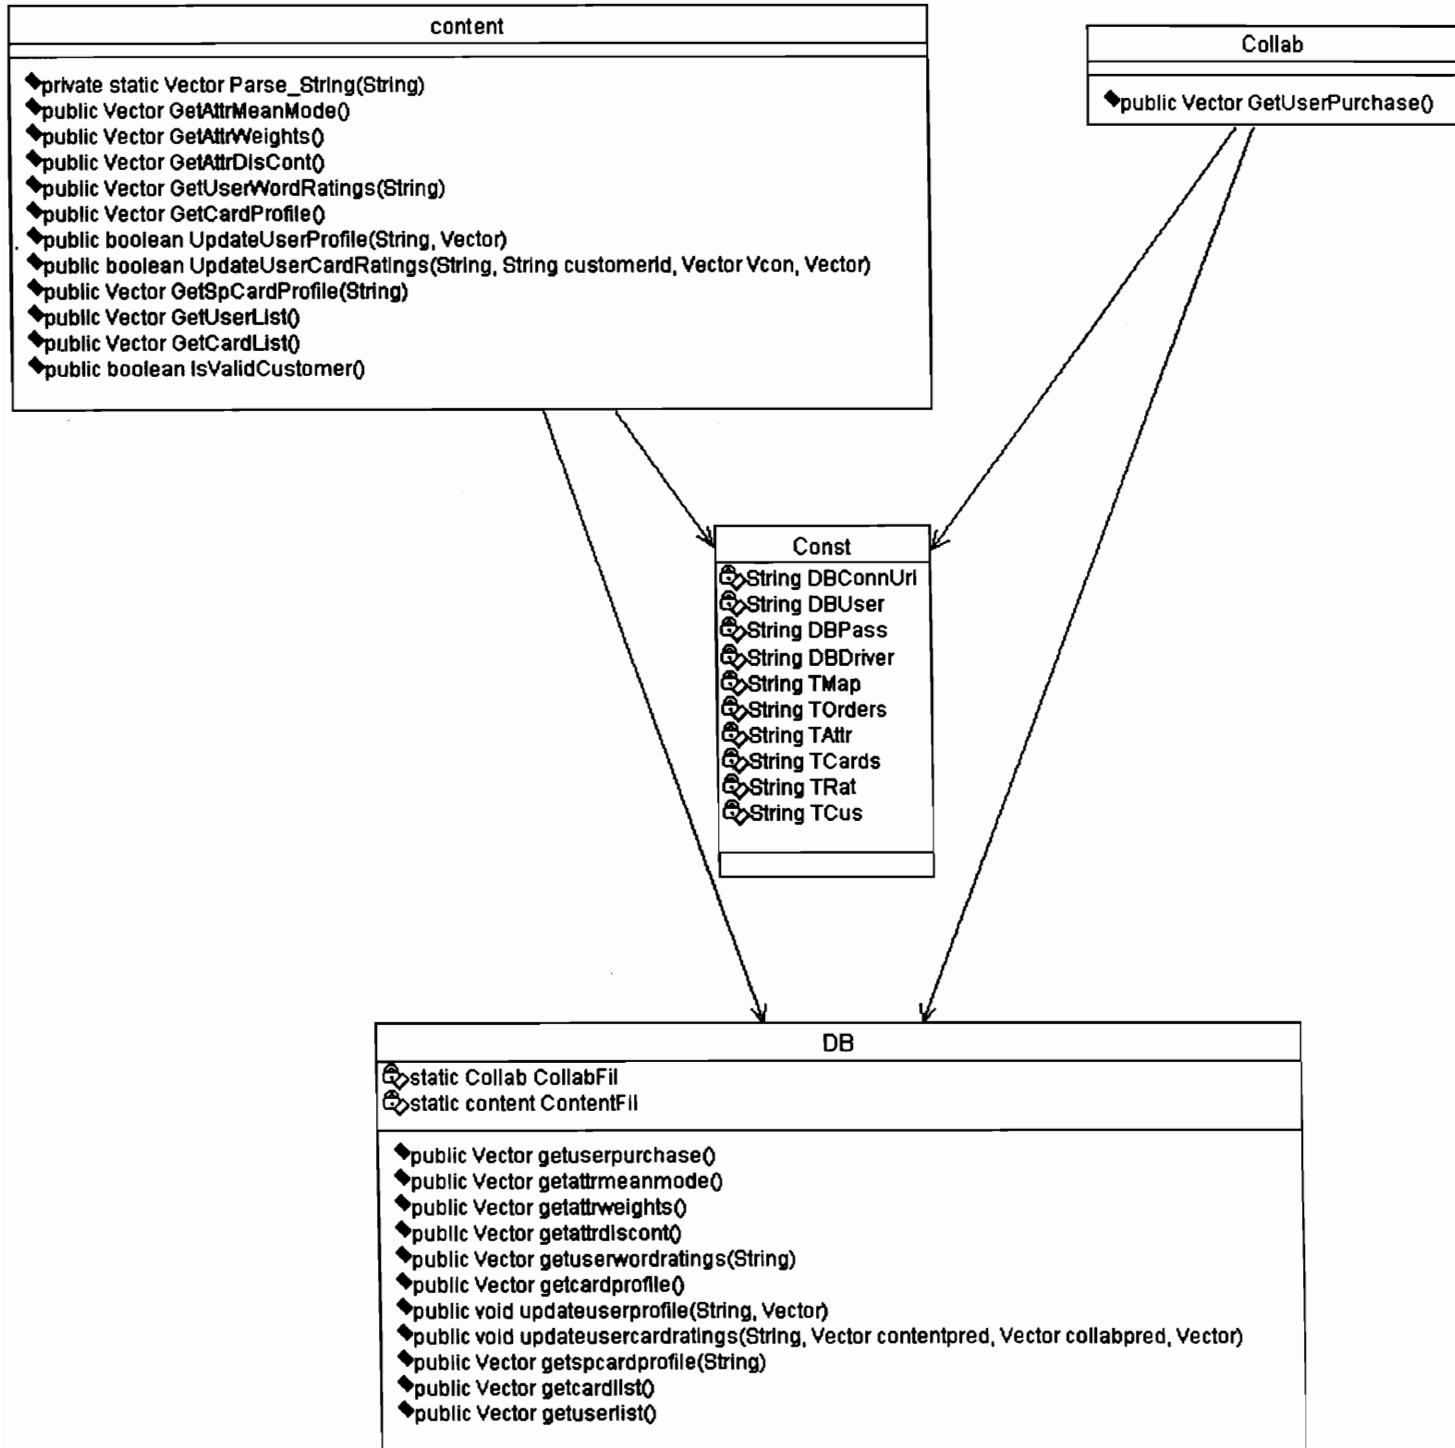 content
private static Vector Parse_String(String)
public Vector GetAttrMeanMode()
public Vector GetAttrWeights()
public Vector GetAttrDisCont()
public Vector GetUserWordRatings(String)
public Vector GetCardProfile()
public boolean UpdateUserProfile(String, Vector)
public boolean UpdateUserCardRatings(String, String customerId, Vector Vcon, Vector)
public Vector GetSpCardProfile(String)
public Vector GetUserList()
public Vector GetCardList()
public boolean IsValidCustomer()
Collab
public Vector GetUserPurchase()
Const
String DBConnUrl
String DBUser
String DBPass
String DBDriver
String TMap
String TOrders
String TAttr
String TCards
String TRat
String TCus
DB
static Collab CollabFil
static content ContentFil
public Vector getuserpurchase()
public Vector getattrmeanmode()
public Vector getattrweights()
public Vector getattrdiscont()
public Vector getuserwordratings(String)
public Vector getcardprofile()
public void updateuserprofile(String, Vector)
public void updateusercardratings(String, Vector contentpred, Vector collabpred, Vector)
public Vector getspcardprofile(String)
public Vector getcardlist()
public Vector getuserlist()